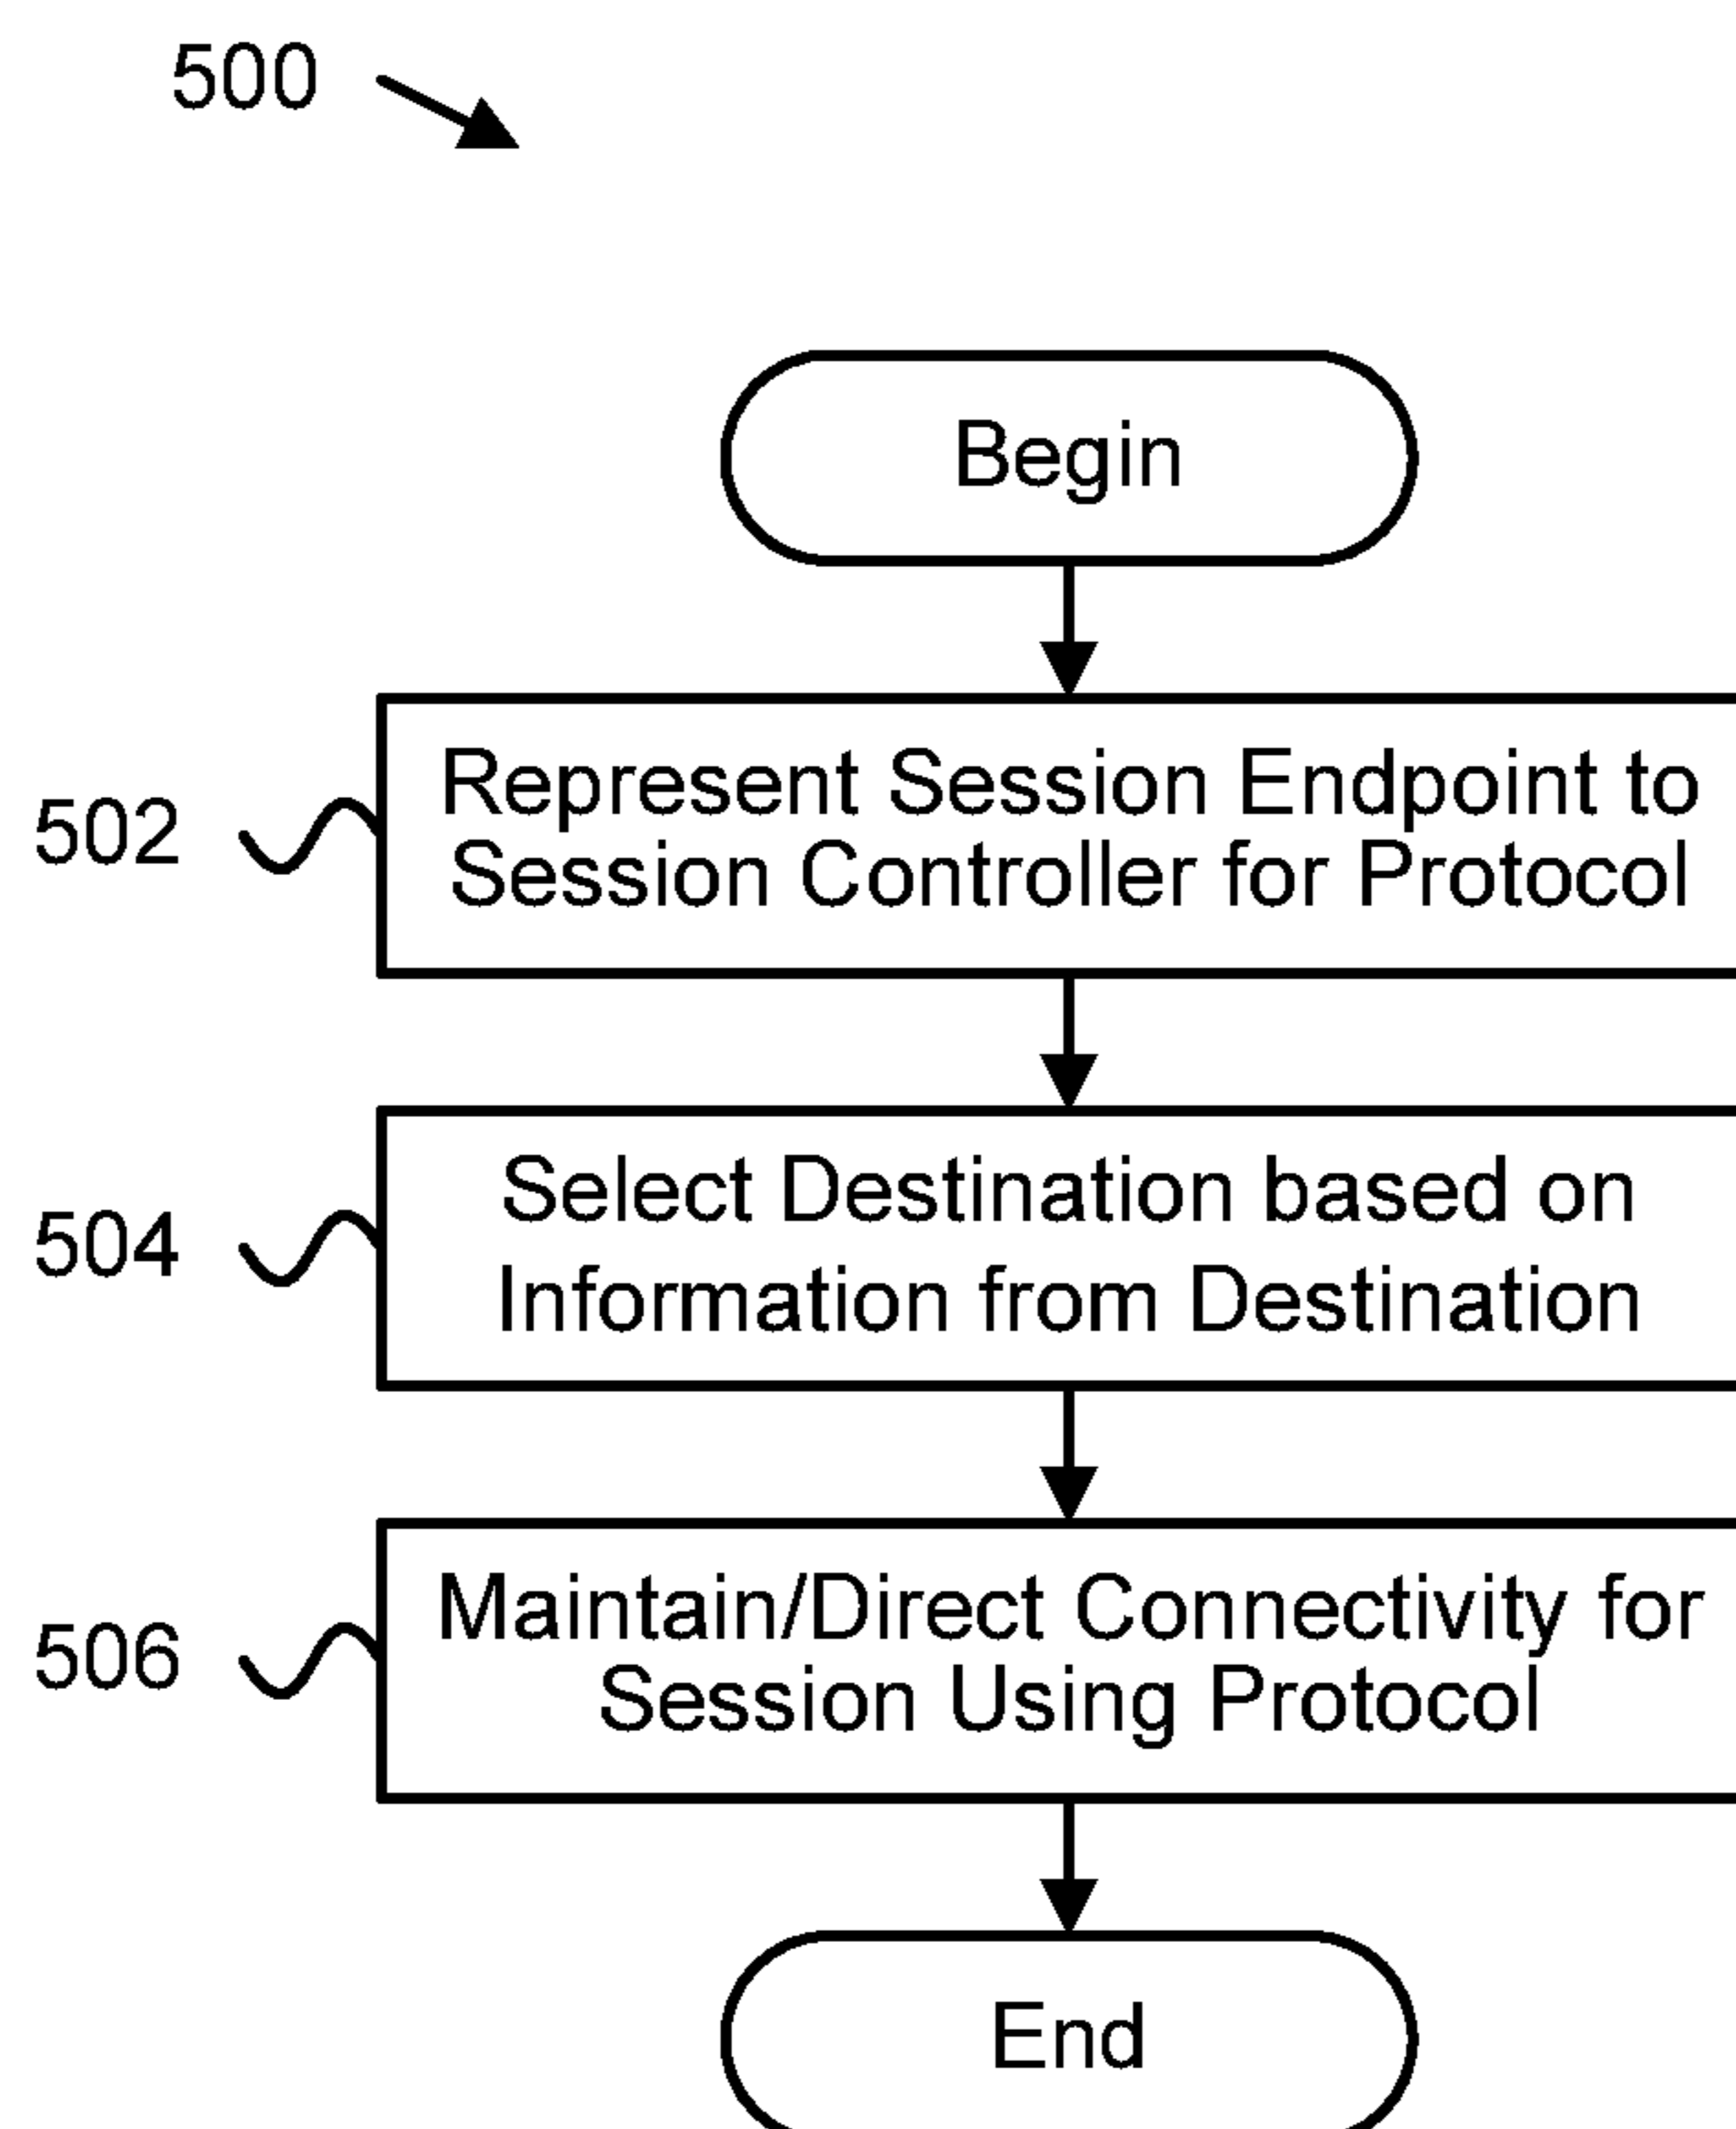 500
Begin
502
Represent Session Endpoint to
Session Controller for Protocol
504
Select Destination based on
Information from Destination
506
Maintain/Direct Connectivity for
Session Using Protocol
End